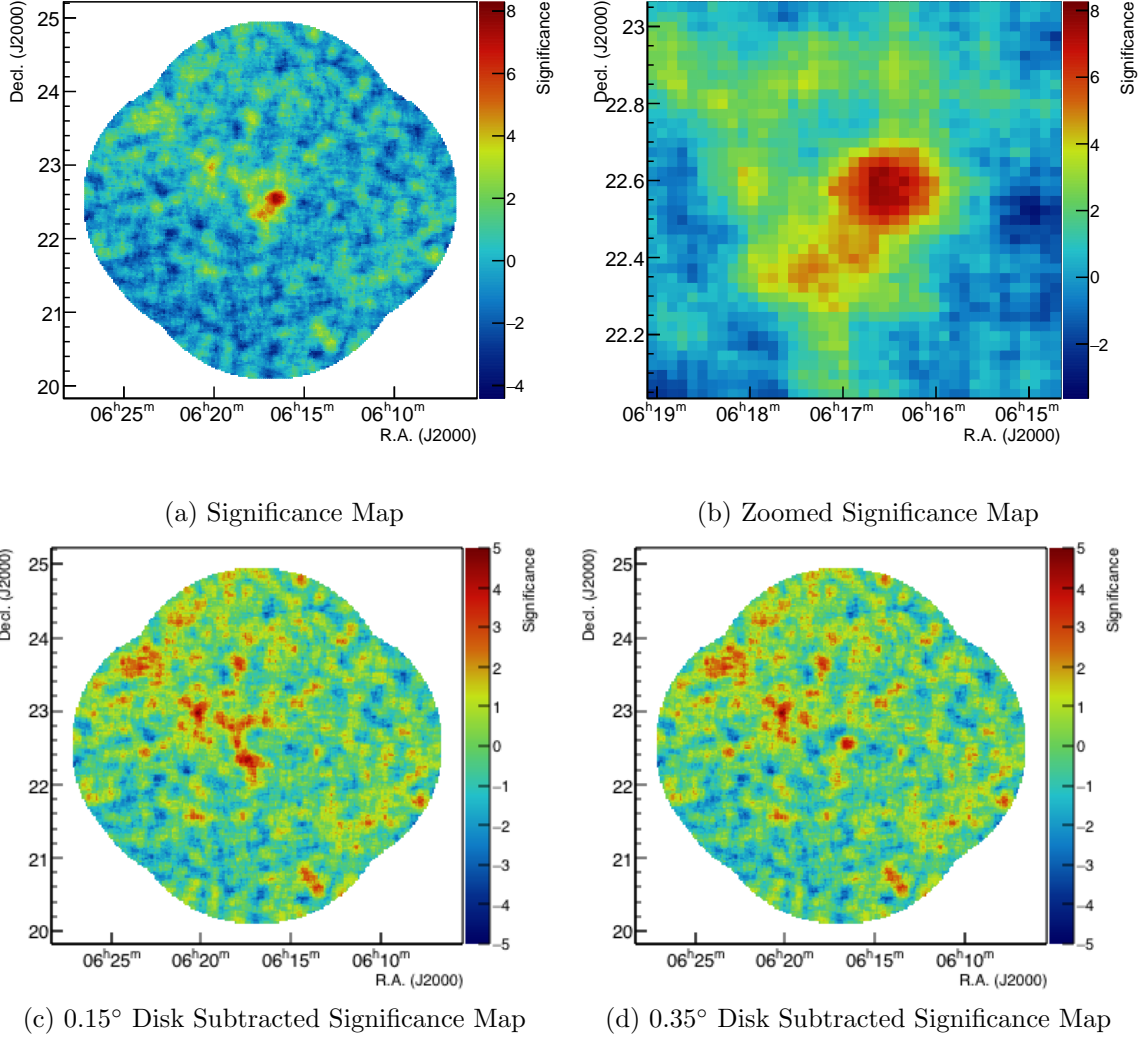 Decl. (J2000)
25
24
23
22
21
20
06ʰ25ᵐ 06ʰ20ᵐ 06ʰ15ᵐ 06ʰ10ᵐ
R.A. (J2000)
8
6
4
2
0
−2
−4
Significance
(a) Significance Map
Decl. (J2000)
23
22.8
22.6
22.4
22.2
06ʰ19ᵐ 06ʰ18ᵐ 06ʰ17ᵐ 06ʰ16ᵐ 06ʰ15ᵐ
R.A. (J2000)
8
6
4
2
0
−2
Significance
(b) Zoomed Significance Map
Decl. (J2000)
25
24
23
22
21
20
06ʰ25ᵐ 06ʰ20ᵐ 06ʰ15ᵐ 06ʰ10ᵐ
R.A. (J2000)
5
4
3
2
1
0
−1
−2
−3
−4
−5
Significance
(c) 0.15° Disk Subtracted Significance Map
Decl. (J2000)
25
24
23
22
21
20
06ʰ25ᵐ 06ʰ20ᵐ 06ʰ15ᵐ 06ʰ10ᵐ
R.A. (J2000)
5
4
3
2
1
0
−1
−2
−3
−4
−5
Significance
(d) 0.35° Disk Subtracted Significance Map